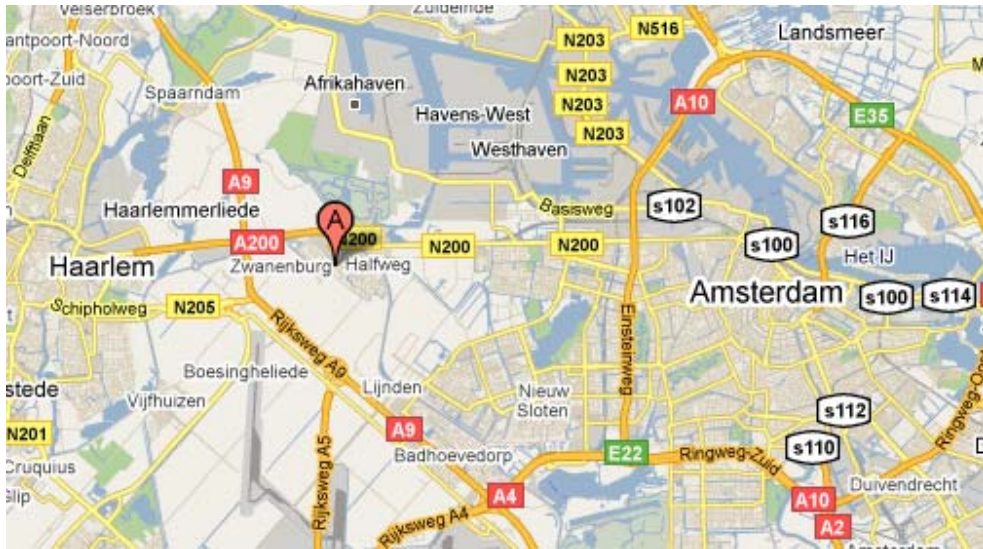 Velserbroek
Zuideinde
N516
Landsmeer
antpoort-Noord
N203
oort-Zuid
Spaarndam
Afrikahaven
N203
A10
N203
Havens-West
E35
Delftlaan
N203
Westhaven
A9
s102
Haarlemmerliede
A
Basisweg
s116
A200
N200
N200
N200
s100
Het IJ
Haarlem
Zwanenburg
Halfweg
Amsterdam
s100
s114
Schipholweg
N205
Rijksweg A9
Einsteinweg
Boesingheliede
Lijnden
Nieuw
Sloten
stede
Vijfhuizen
s112
N201
A9
s110
Rijksweg A5
Badhoevedorp
E22
Ringweg-Zuid
Ringweg-Oo
Cruquius
Slip
A4
A10
Duivendrecht
Rijksweg A4
A2
Amsterdam